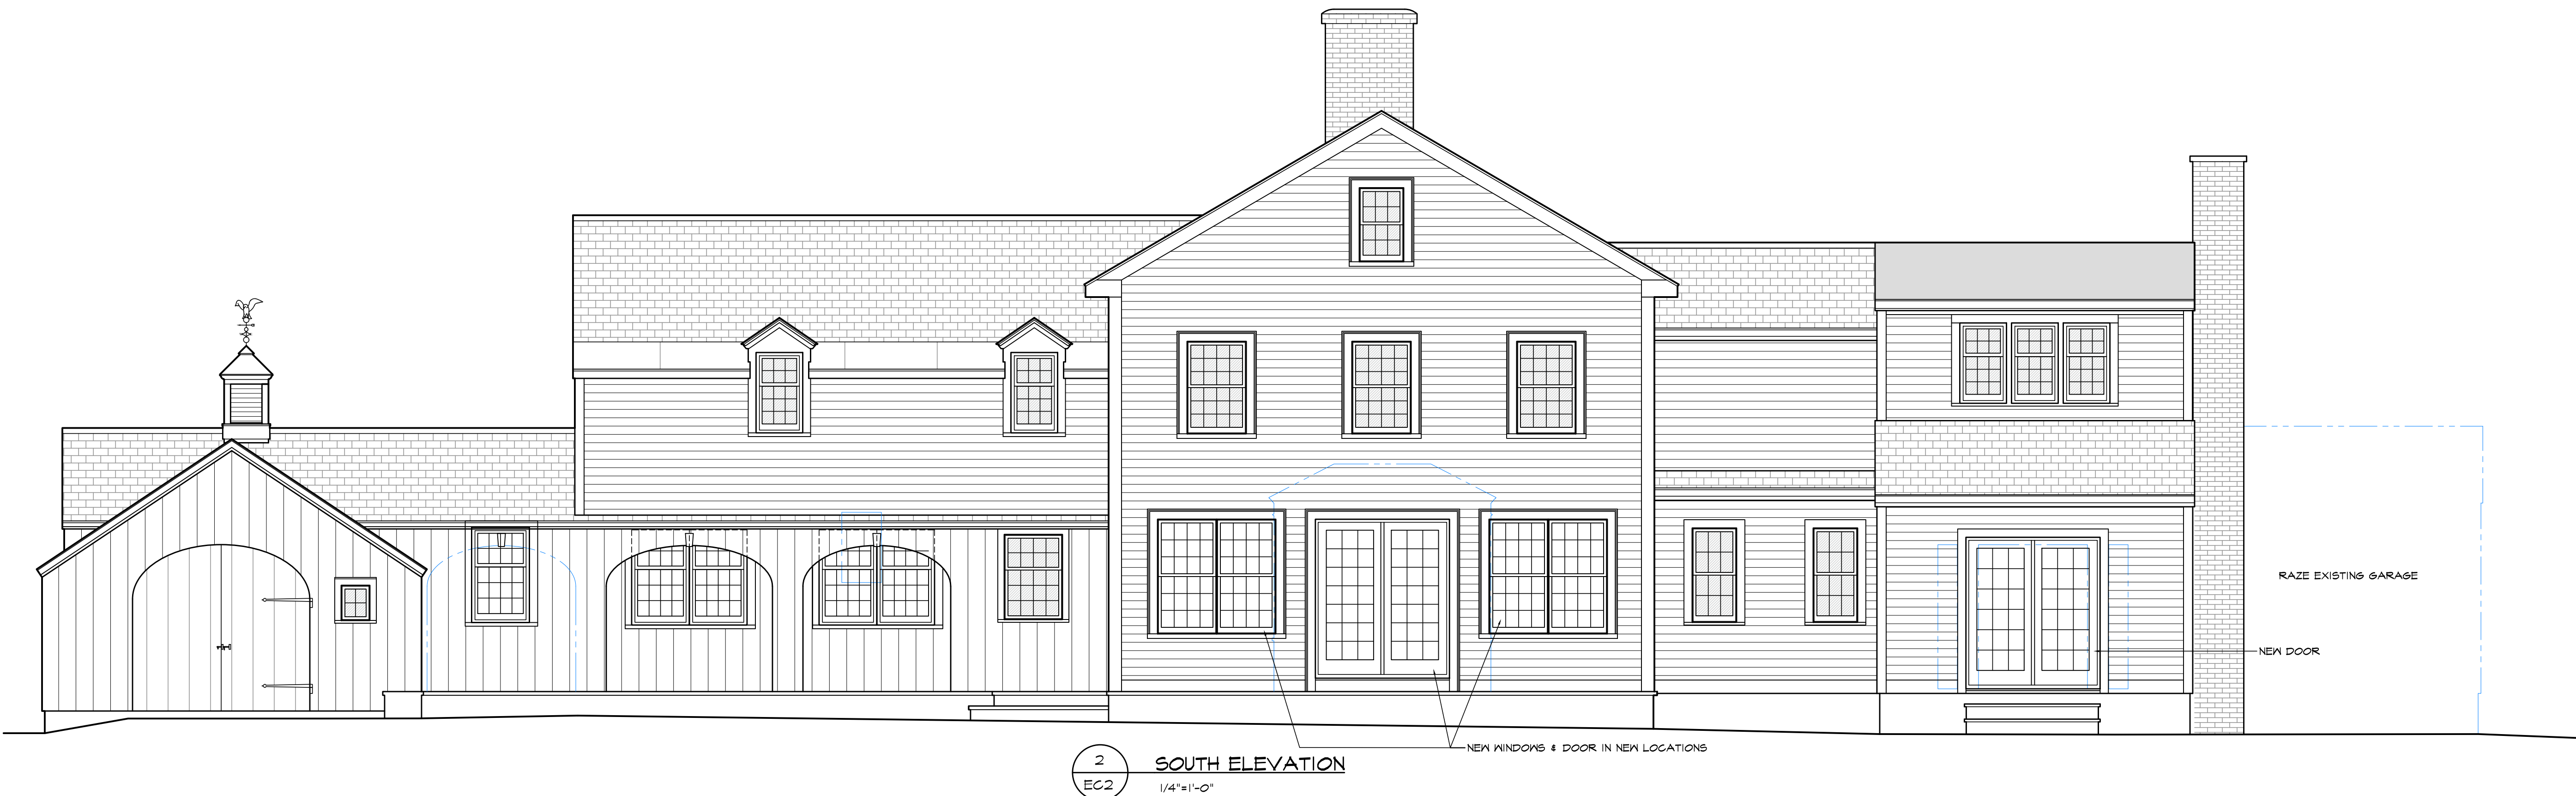 RAZE EXISTING GARAGE
NEW DOOR
NEW WINDOWS & DOOR IN NEW LOCATIONS
2
EC2
SOUTH ELEVATION
1/4"=1'-0"